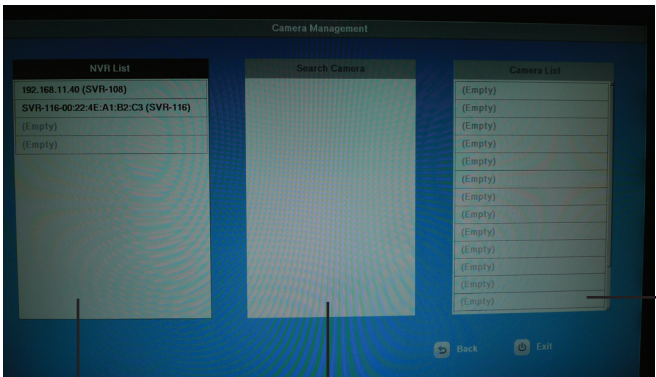 Camera Management
NVR List
192.168.11.40 (SVR-108)
SVR-116-00:22:4E:A1:B2:C3 (SVR-116)
(Empty)
(Empty)
Search Camera
Camera List
(Empty)
(Empty)
(Empty)
(Empty)
(Empty)
(Empty)
(Empty)
(Empty)
(Empty)
(Empty)
(Empty)
(Empty)
(Empty)
Back
Exit